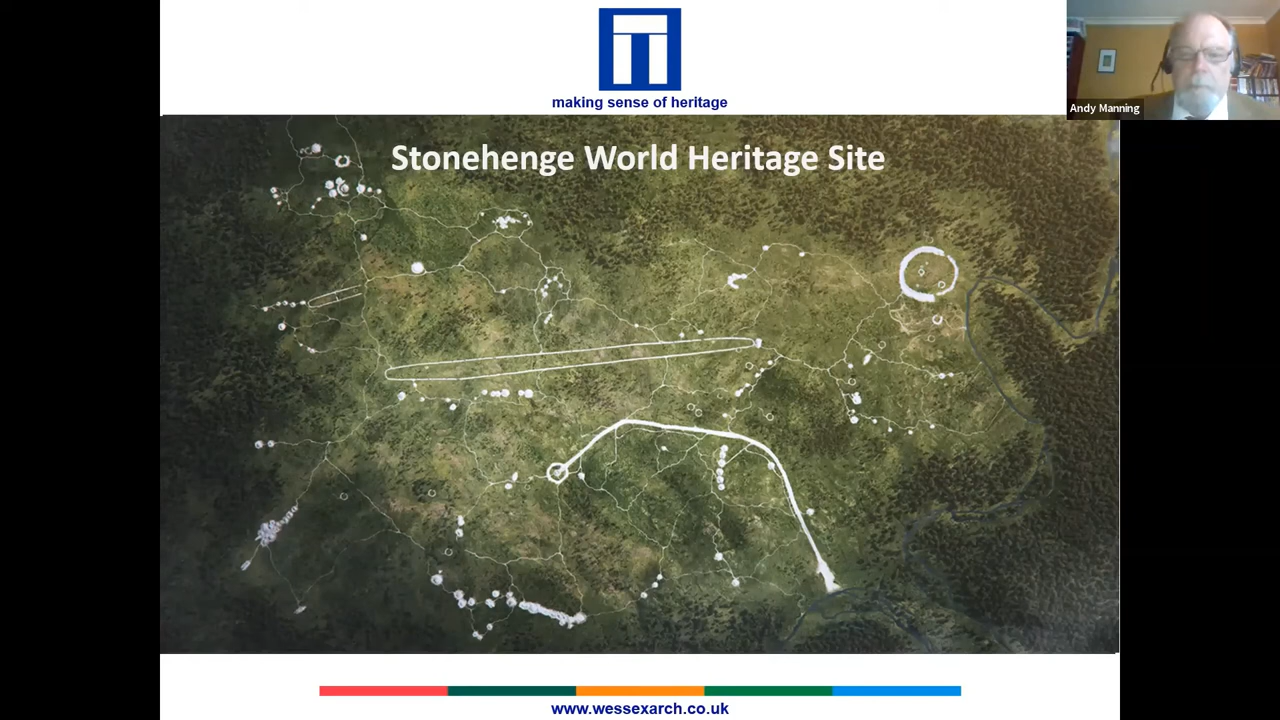 making sense of heritage
Andy Manning
Stonehenge World Heritage Site
www.wessexarch.co.uk